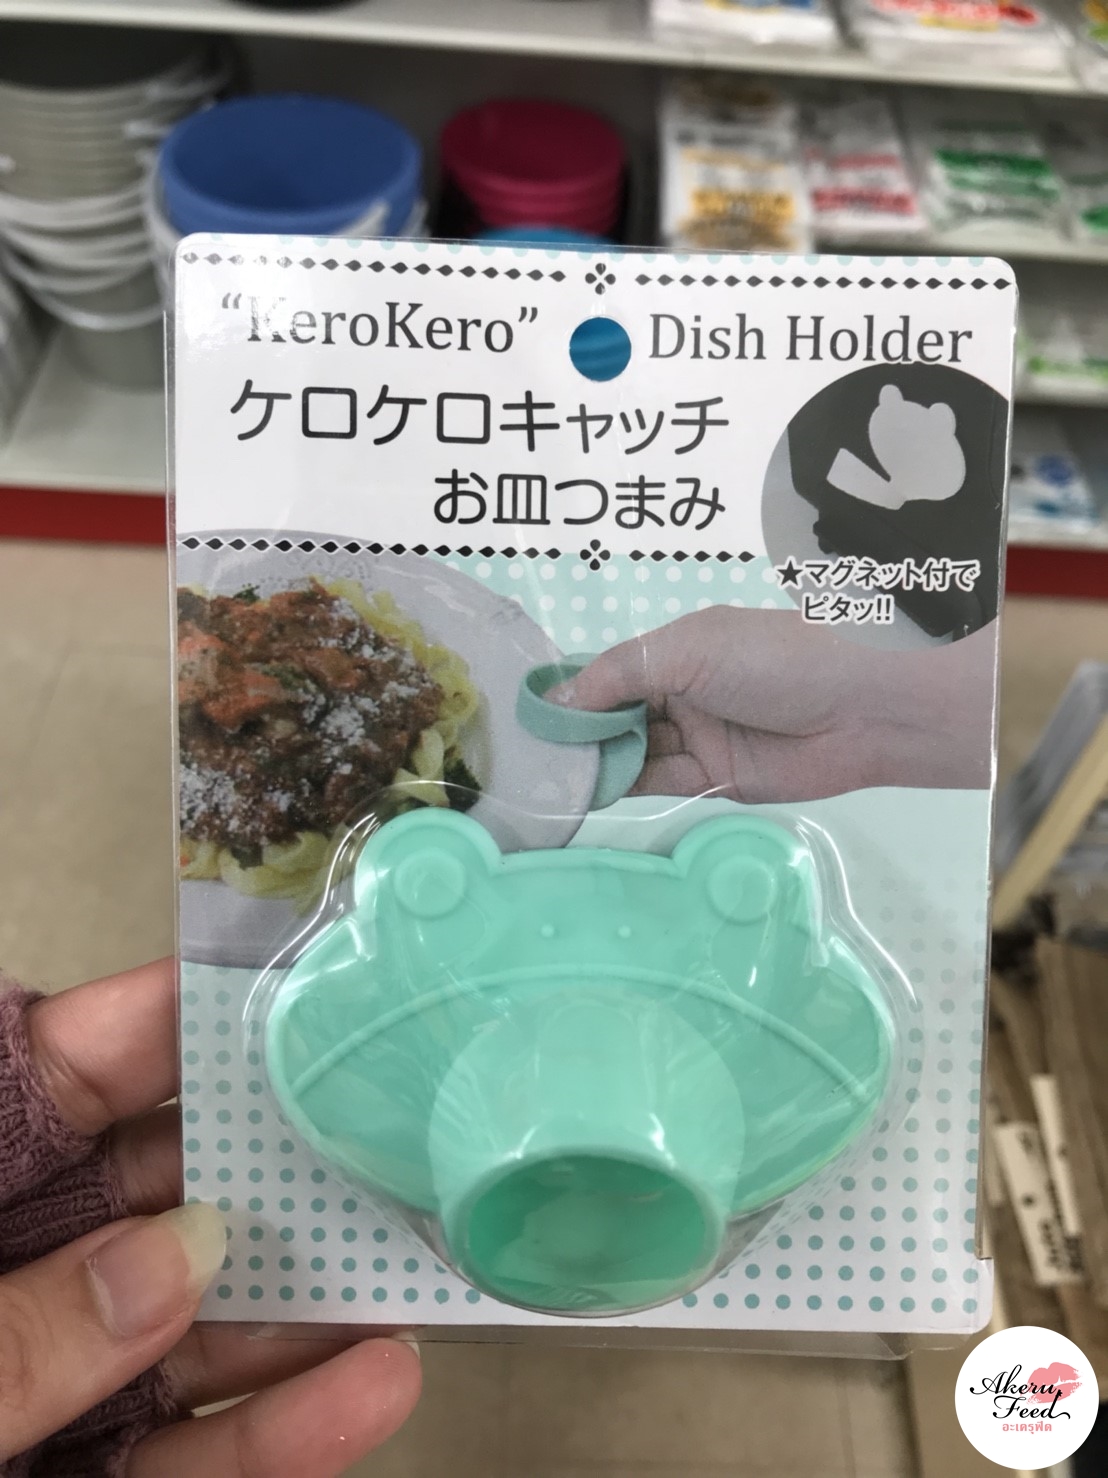 "KeroKero" Dish Holder
ケロケロキャッチ
お皿つまみ
★マグネット付で
ピタッ!!
Akeru
Feed
อะเครุฟีด